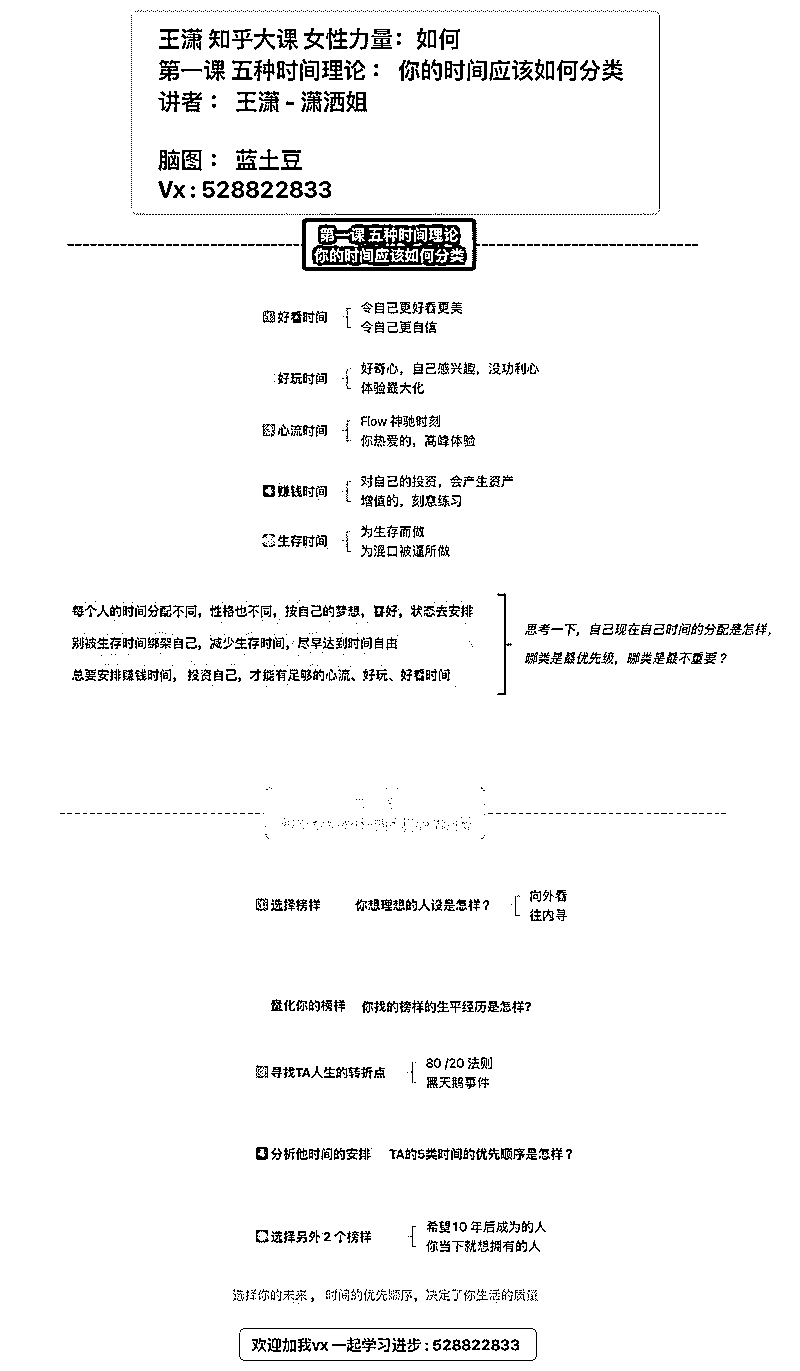 王潇 知乎大课 女性力量：如何
第一课 五种时间理论： 你的时间应该如何分类
讲者： 王潇 - 潇洒姐
脑图： 蓝土豆
Vx : 528822833
第一课 五种时间理论
你的时间应该如何分类
好看时间
令自己更好看更美
令自己更自信
好玩时间
好奇心，自己感兴趣，没功利心
体验最大化
心流时间
Flow 神驰时刻
你热爱的，高峰体验
4 赚钱时间
对自己的投资，会产生资产
增值的，刻意练习
生存时间
为生存而做
为混口被逼所做
每个人的时间分配不同，性格也不同，按自己的梦想，喜好，状态去安排
别被生存时间绑架自己，减少生存时间，尽早达到时间自由
总要安排赚钱时间， 投资自己，才能有足够的心流、好玩、好看时间
思考一下，自己现在自己时间的分配是怎样，
哪类是最优先级，哪类是最不重要？
选择榜样
你想理想的人设是怎样？
向外看
往内寻
量化你的榜样
你找的榜样的生平经历是怎样?
寻找TA人生的转折点
80 /20 法则
黑天鹅事件
4 分析他时间的安排
TA的5类时间的优先顺序是怎样？
选择另外 2 个榜样
希望10 年后成为的人
你当下就想拥有的人
选择你的未来， 时间的优先顺序，决定了你生活的质量
欢迎加我vx 一起学习进步 : 528822833